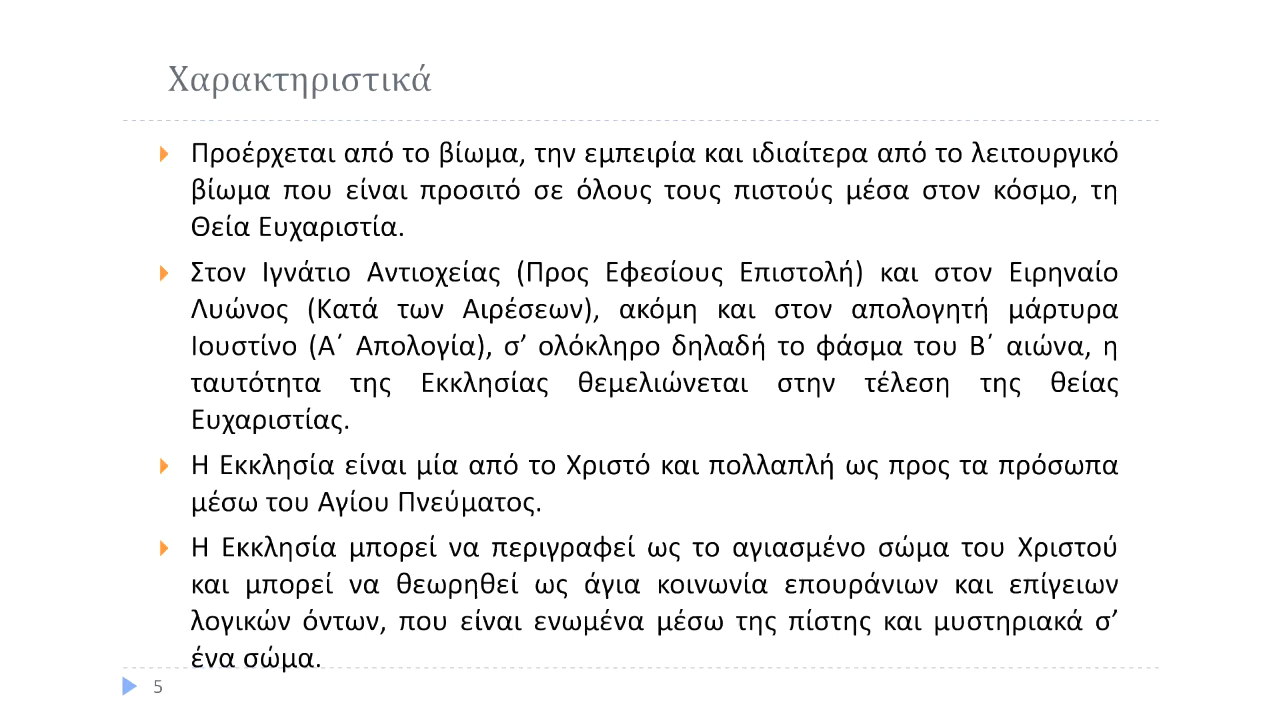 Χαρακτηριστικά
Προέρχεται από το βίωμα, την εμπειρία και ιδιαίτερα από το λειτουργικό
βίωμα που είναι προσιτό σε όλους τους πιστούς μέσα στον κόσμο, τη
Θεία Ευχαριστία.
Στον Ιγνάτιο Αντιοχείας (Προς Εφεσίους Επιστολή) και στον Ειρηναίο
Λυώνος (Κατά των Αιρέσεων), ακόμη και στον απολογητή μάρτυρα
Ιουστίνο (Α΄ Απολογία), σ’ ολόκληρο δηλαδή το φάσμα του Β΄ αιώνα, η
ταυτότητα της Εκκλησίας θεμελιώνεται στην τέλεση της θείας
Ευχαριστίας.
Η Εκκλησία είναι μία από το Χριστό και πολλαπλή ως προς τα πρόσωπα
μέσω του Αγίου Πνεύματος.
Η Εκκλησία μπορεί να περιγραφεί ως το αγιασμένο σώμα του Χριστού
και μπορεί να θεωρηθεί ως άγια κοινωνία επουράνιων και επίγειων
λογικών όντων, που είναι ενωμένα μέσω της πίστης και μυστηριακά σ’
ένα σώμα.
5